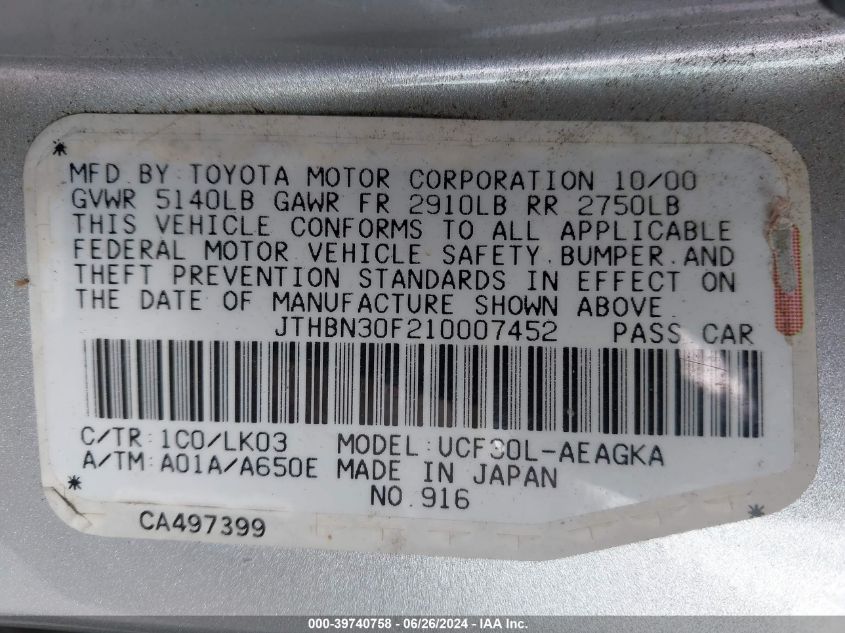 MFD BY: TOYOTA MOTOR CORPORATION 10/00
GVWR 5140LB GAWR FR 2910LB RR 2750LB
THIS VEHICLE CONFORMS TO ALL APPLICABLE
FEDERAL MOTOR VEHICLE SAFETY, BUMPER, AND
THEFT PREVENTION STANDARDS IN EFFECT ON
THE DATE OF MANUFACTURE SHOWN ABOVE.
JTHBN30F210007452 PASS CAR
C/TR: 1C0/LK03 MODEL: UCF30L-AEAGKA
A/TM: A01A/A650E MADE IN JAPAN
NO. 916
CA497399
000-39740758 - 06/26/2024 - IAA Inc.